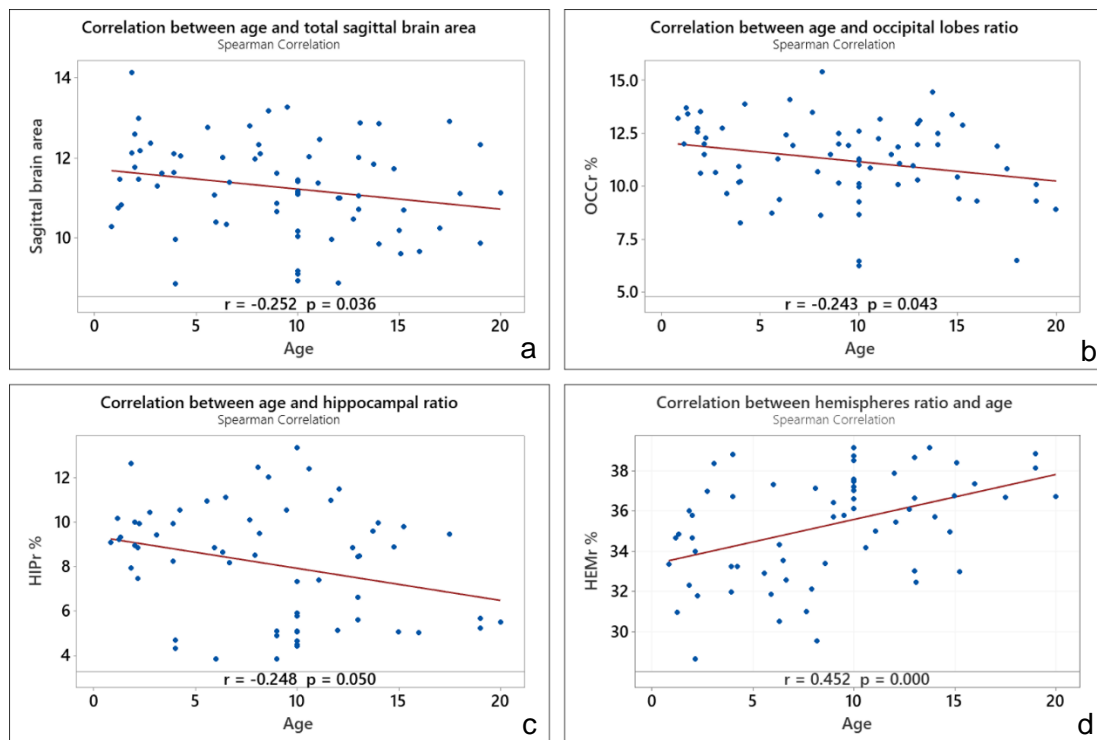 Correlation between age and total sagittal brain area
Spearman Correlation
Sagittal brain area
14
12
10
r = -0.252 p = 0.036
0 5 10 15 20
Age
a
Correlation between age and occipital lobes ratio
Spearman Correlation
OCCr %
15.0
12.5
10.0
7.5
5.0
r = -0.243 p = 0.043
0 5 10 15 20
Age
b
Correlation between age and hippocampal ratio
Spearman Correlation
HIPr %
12
10
8
6
4
r = -0.248 p = 0.050
0 5 10 15 20
Age
c
Correlation between hemispheres ratio and age
Spearman Correlation
HEMr %
38
36
34
32
30
r = 0.452 p = 0.000
0 5 10 15 20
Age
d